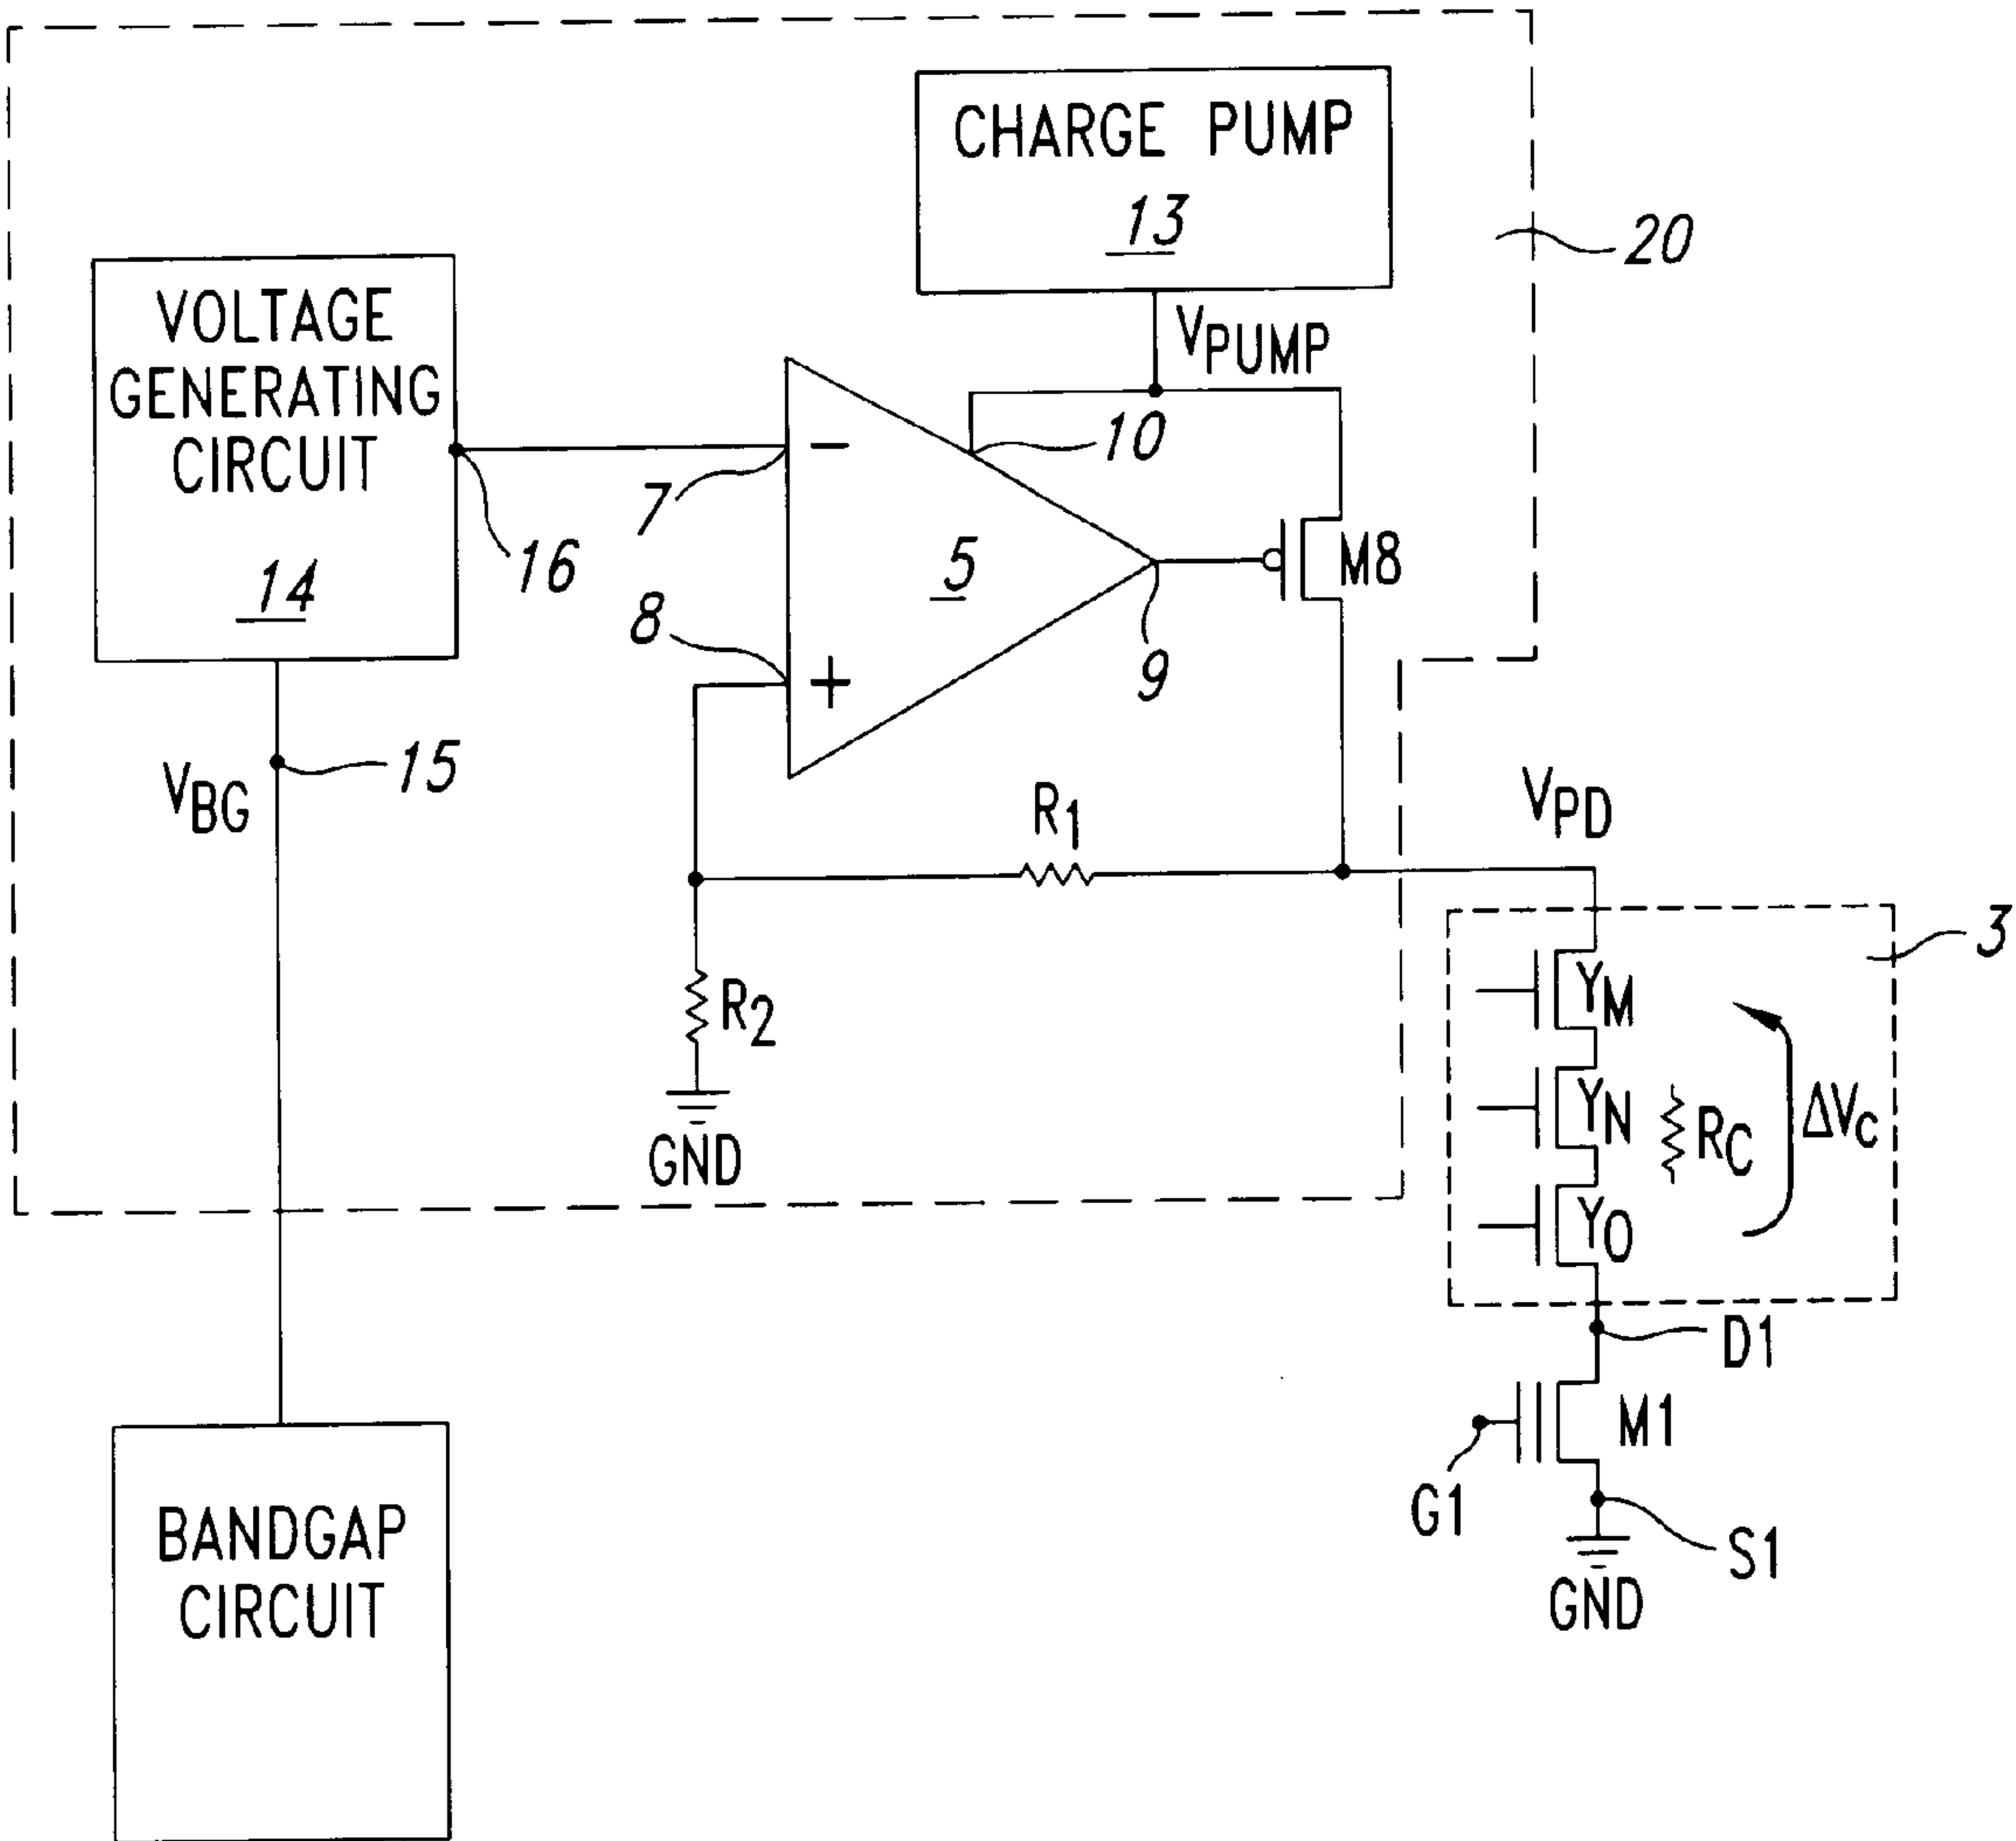 CHARGE PUMP
13
20
VOLTAGE
GENERATING
CIRCUIT
14
VPUMP
10
7
16
5
M8
8
9
−
+
VBG
15
R1
VPD
3
R2
GND
YM
YN
RC
ΔVC
YO
D1
M1
G1
S1
GND
BANDGAP
CIRCUIT